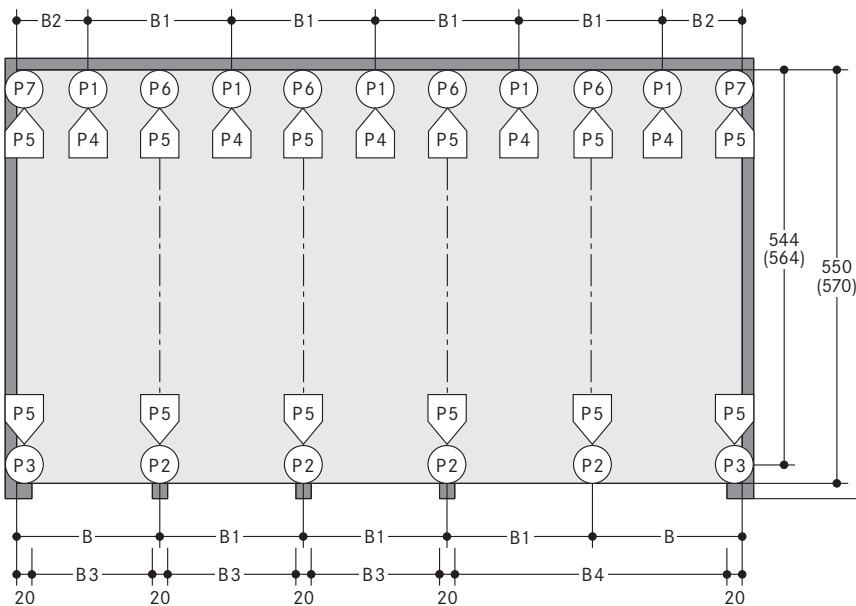 B2 B1 B1 B1 B1 B2
P7 P1 P6 P1 P6 P1 P6 P1 P6 P1 P7
P5 P4 P5 P4 P5 P4 P5 P4 P5 P4 P5
544
(564)
550
(570)
P5 P5 P5 P5 P5 P5
P3 P2 P2 P2 P2 P3
B B1 B1 B1 B
B3 B3 B3 B4
20 20 20 20 20